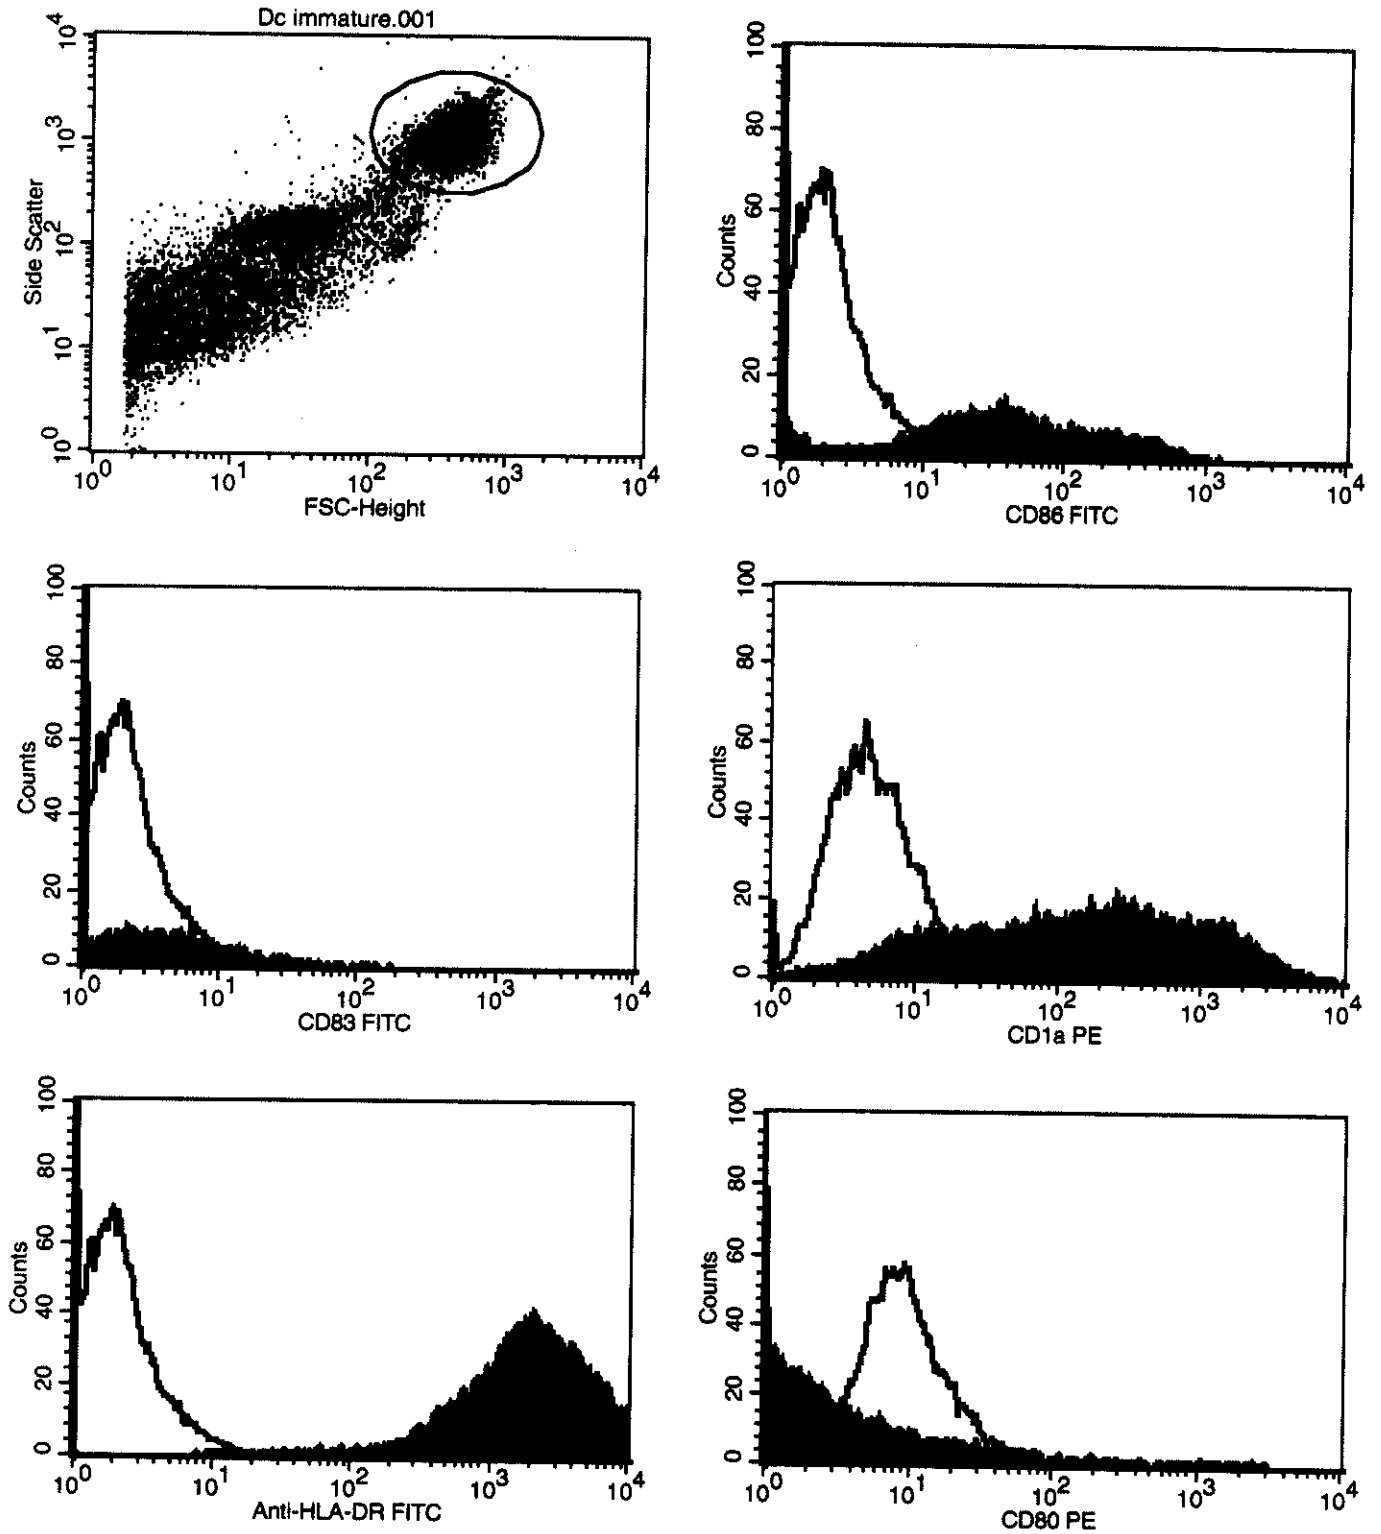 Dc immature.001
Side Scatter
10^4
10^3
10^2
10^1
10^0
10^0 10^1 10^2 10^3 10^4
FSC-Height
Counts
100
80
60
40
20
0
10^0 10^1 10^2 10^3 10^4
CD86 FITC
Counts
100
80
60
40
20
0
10^0 10^1 10^2 10^3 10^4
CD83 FITC
Counts
100
80
60
40
20
0
10^0 10^1 10^2 10^3 10^4
CD1a PE
Counts
100
80
60
40
20
0
10^0 10^1 10^2 10^3 10^4
Anti-HLA-DR FITC
Counts
100
80
60
40
20
0
10^0 10^1 10^2 10^3 10^4
CD80 PE